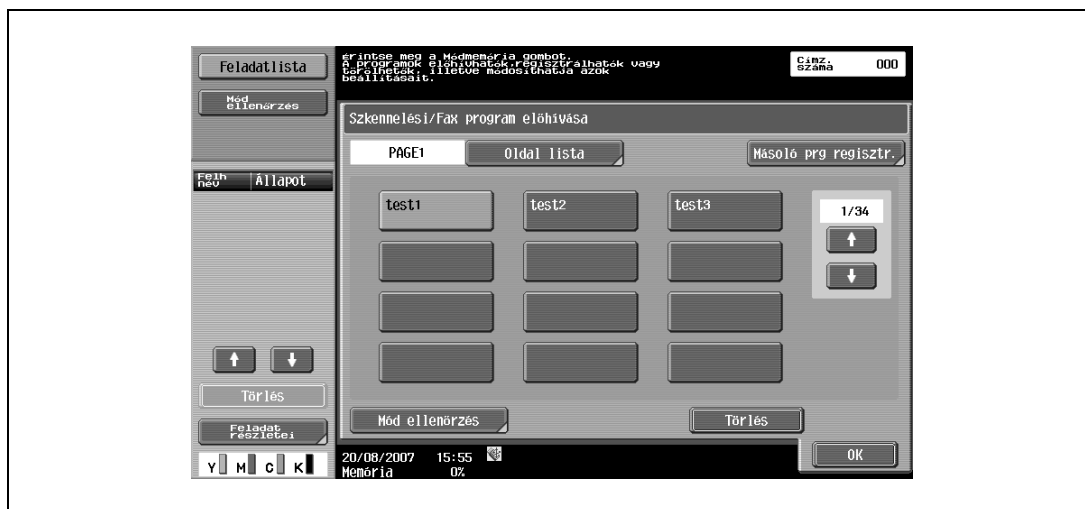 Feladatlista
Mód
ellenőrzés
Felh
név
Állapot
Törlés
Feladat
részletei
Y M C K
érintse meg a Módmemória gombot.
A programok előhívhatók,regisztrálhatók vagy
törölhetők, illetve módosíthatja azok
beállításait.
Címz.
száma
000
Szkennelési/Fax program előhívása
PAGE1
Oldal lista
Másoló prg regisztr.
test1
test2
test3
1/34
Mód ellenőrzés
Törlés
20/08/2007 15:55
Memória 0%
OK